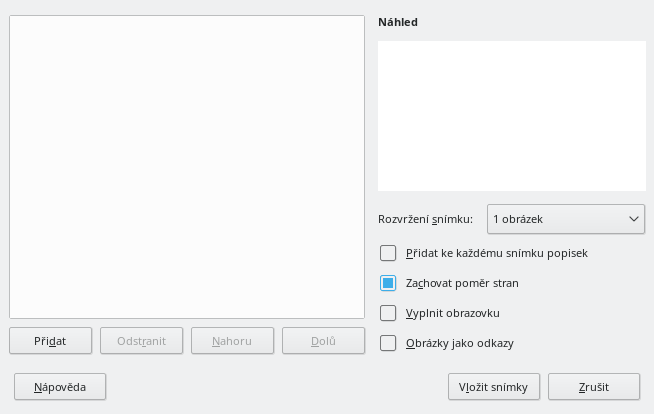 Náhled
Rozvržení snímku: 1 obrázek
Přidat ke každému snímku popisek
Zachovat poměr stran
Vyplnit obrazovku
Obrázky jako odkazy
Přidat Odstranit Nahoru Dolů
Nápověda Vložit snímky Zrušit